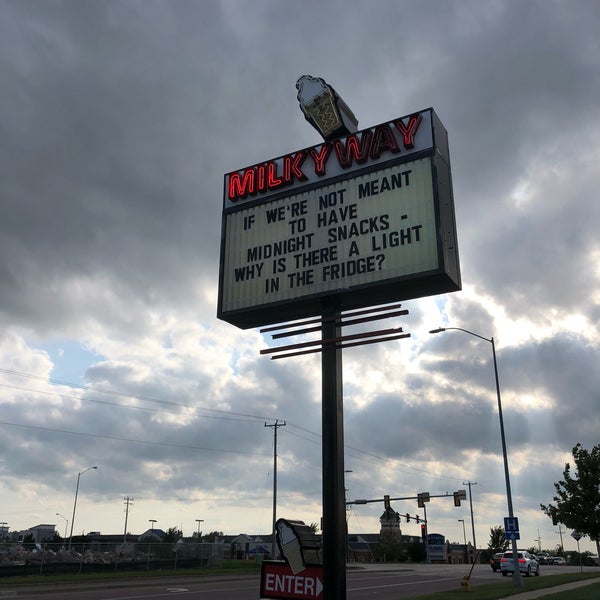 MILKYWAY
IF WE'RE NOT MEANT
TO HAVE
MIDNIGHT SNACKS -
WHY IS THERE A LIGHT
IN THE FRIDGE?
ENTER